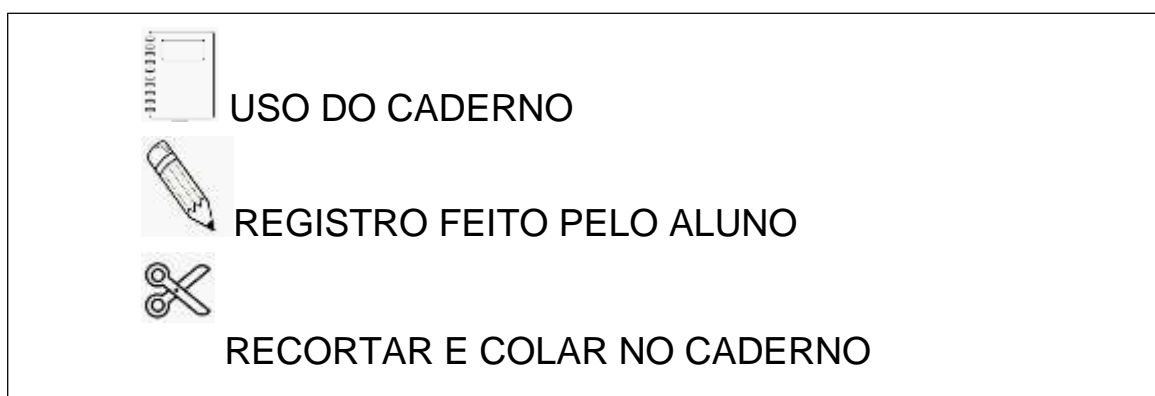 USO DO CADERNO
REGISTRO FEITO PELO ALUNO
RECORTAR E COLAR NO CADERNO